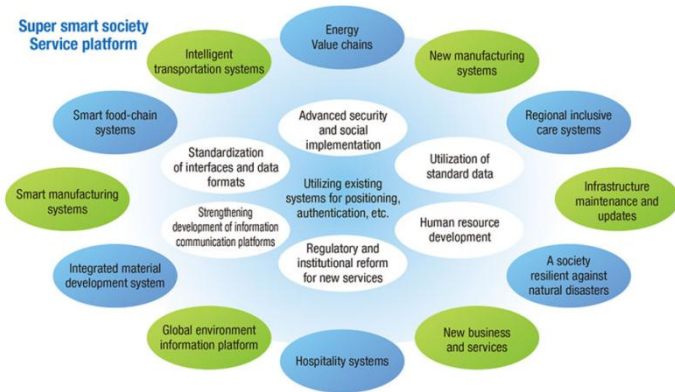 Super smart society
Service platform
Energy
Value chains
Intelligent
transportation systems
New manufacturing
systems
Smart food-chain
systems
Regional inclusive
care systems
Advanced security
and social
implementation
Standardization
of interfaces and data
formats
Utilization of
standard data
Smart manufacturing
systems
Utilizing existing
systems for positioning,
authentication, etc.
Infrastructure
maintenance and
updates
Strengthening
development of information
communication platforms
Human resource
development
Regulatory and
institutional reform
for new services
Integrated material
development system
A society
resilient against
natural disasters
Global environment
information platform
New business
and services
Hospitality systems